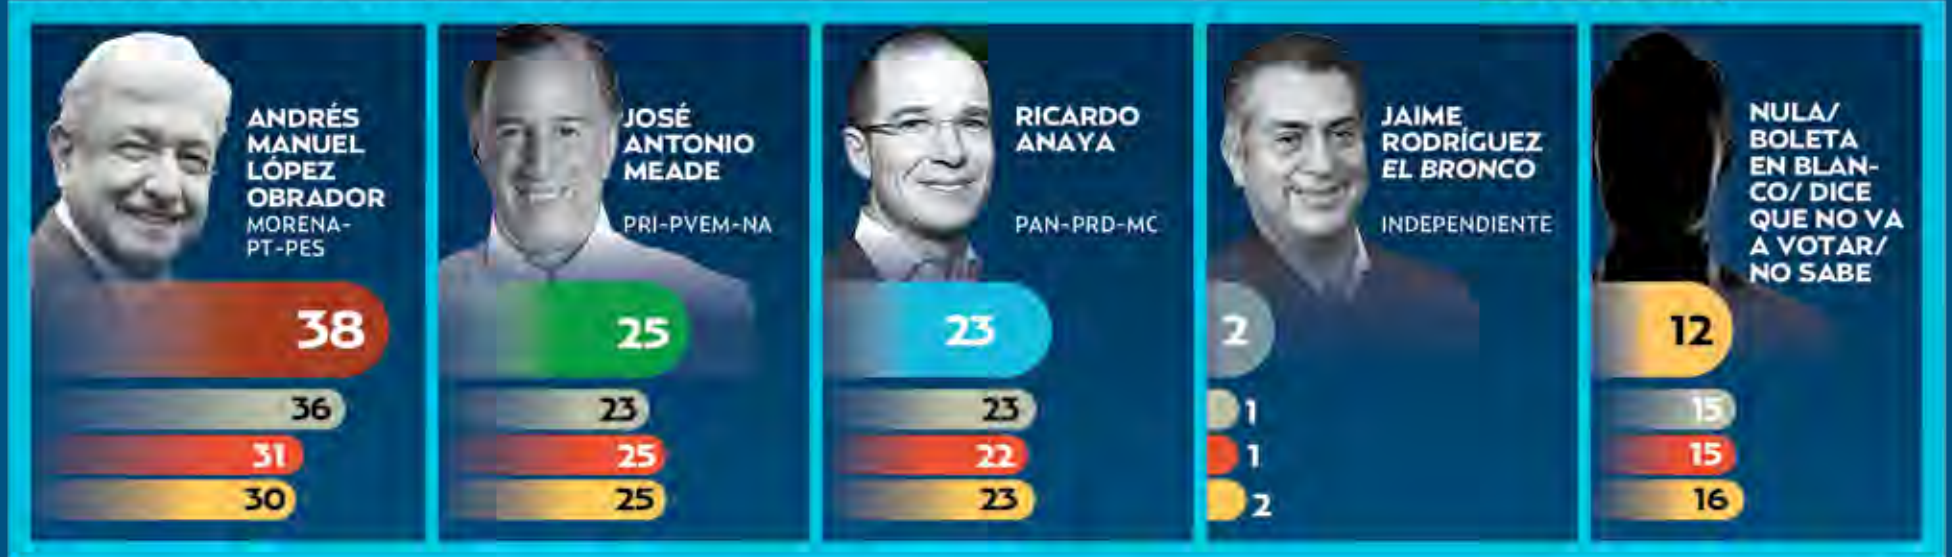 ANDRÉS
MANUEL
LÓPEZ
OBRADOR
MORENA-
PT-PES
38
36
31
30
JOSÉ
ANTONIO
MEADE
PRI-PVEM-NA
25
23
25
25
RICARDO
ANAYA
PAN-PRD-MC
23
23
22
23
JAIME
RODRÍGUEZ
EL BRONCO
INDEPENDIENTE
2
1
1
2
NULA/
BOLETA
EN BLAN-
CO/ DICE
QUE NO VA
A VOTAR/
NO SABE
12
15
15
16